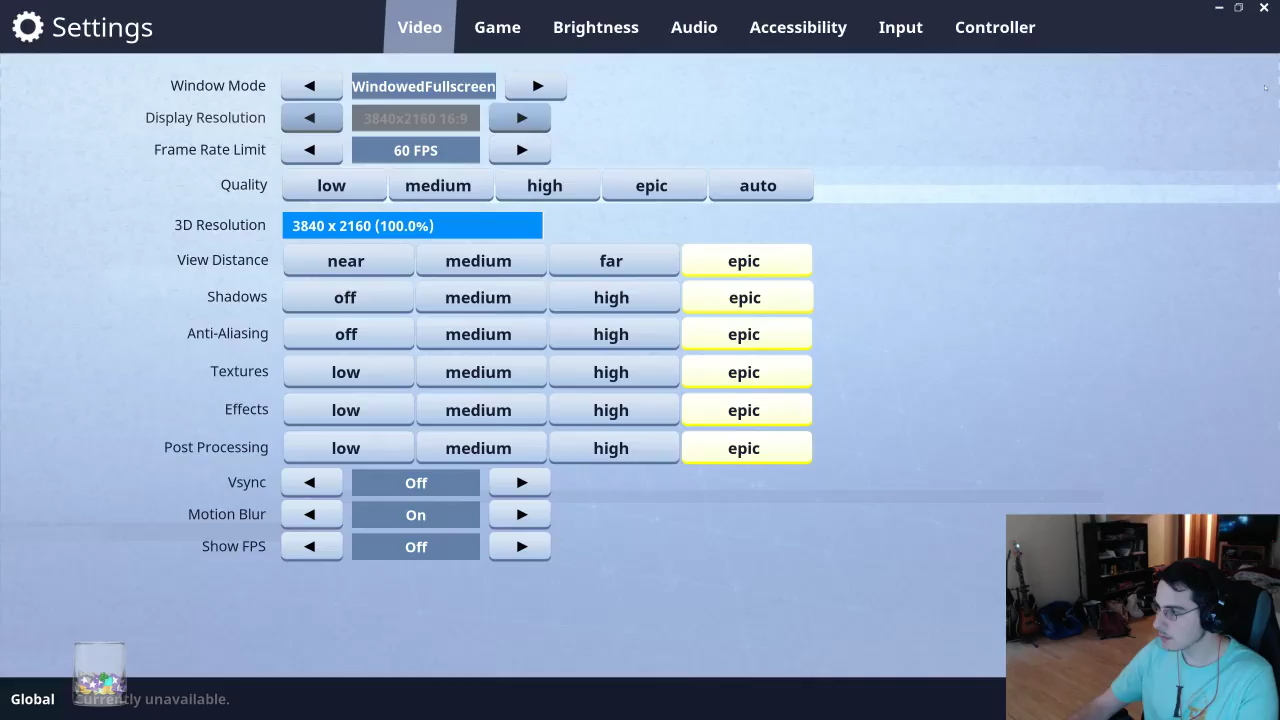 Settings
Video Game Brightness Audio Accessibility Input Controller
Window Mode WindowedFullscreen
Display Resolution 3840x2160 16:9
Frame Rate Limit 60 FPS
Quality low medium high epic auto
3D Resolution 3840 x 2160 (100.0%)
View Distance near medium far epic
Shadows off medium high epic
Anti-Aliasing off medium high epic
Textures low medium high epic
Effects low medium high epic
Post Processing low medium high epic
Vsync Off
Motion Blur On
Show FPS Off
Global Currently unavailable.